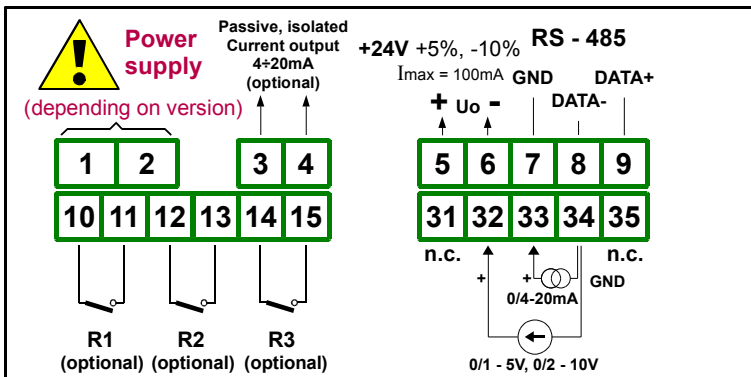 Power
supply
(depending on version)
Passive, isolated
Current output
4÷20mA
(optional)
+24V +5%, -10%
Imax = 100mA
+ Uo -
RS - 485
GND
DATA-
DATA+
1 2 3 4 5 6 7 8 9
10 11 12 13 14 15 31 32 33 34 35
n.c.
n.c.
+
+
0/4-20mA
GND
R1
(optional)
R2
(optional)
R3
(optional)
0/1 - 5V, 0/2 - 10V